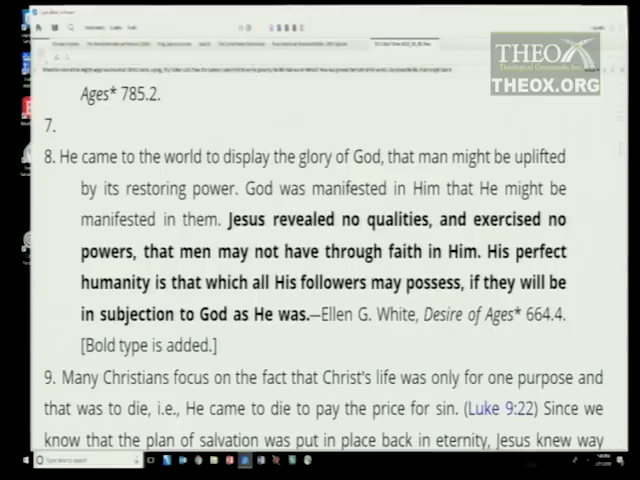 THEOX
THEOX.ORG
Ages* 785.2.
7.
8. He came to the world to display the glory of God, that man might be uplifted
by its restoring power. God was manifested in Him that He might be
manifested in them. Jesus revealed no qualities, and exercised no
powers, that men may not have through faith in Him. His perfect
humanity is that which all His followers may possess, if they will be
in subjection to God as He was.—Ellen G. White, Desire of Ages* 664.4.
[Bold type is added.]
9. Many Christians focus on the fact that Christ's life was only for one purpose and
that was to die, i.e., He came to die to pay the price for sin. (Luke 9:22) Since we
know that the plan of salvation was put in place back in eternity, Jesus knew way